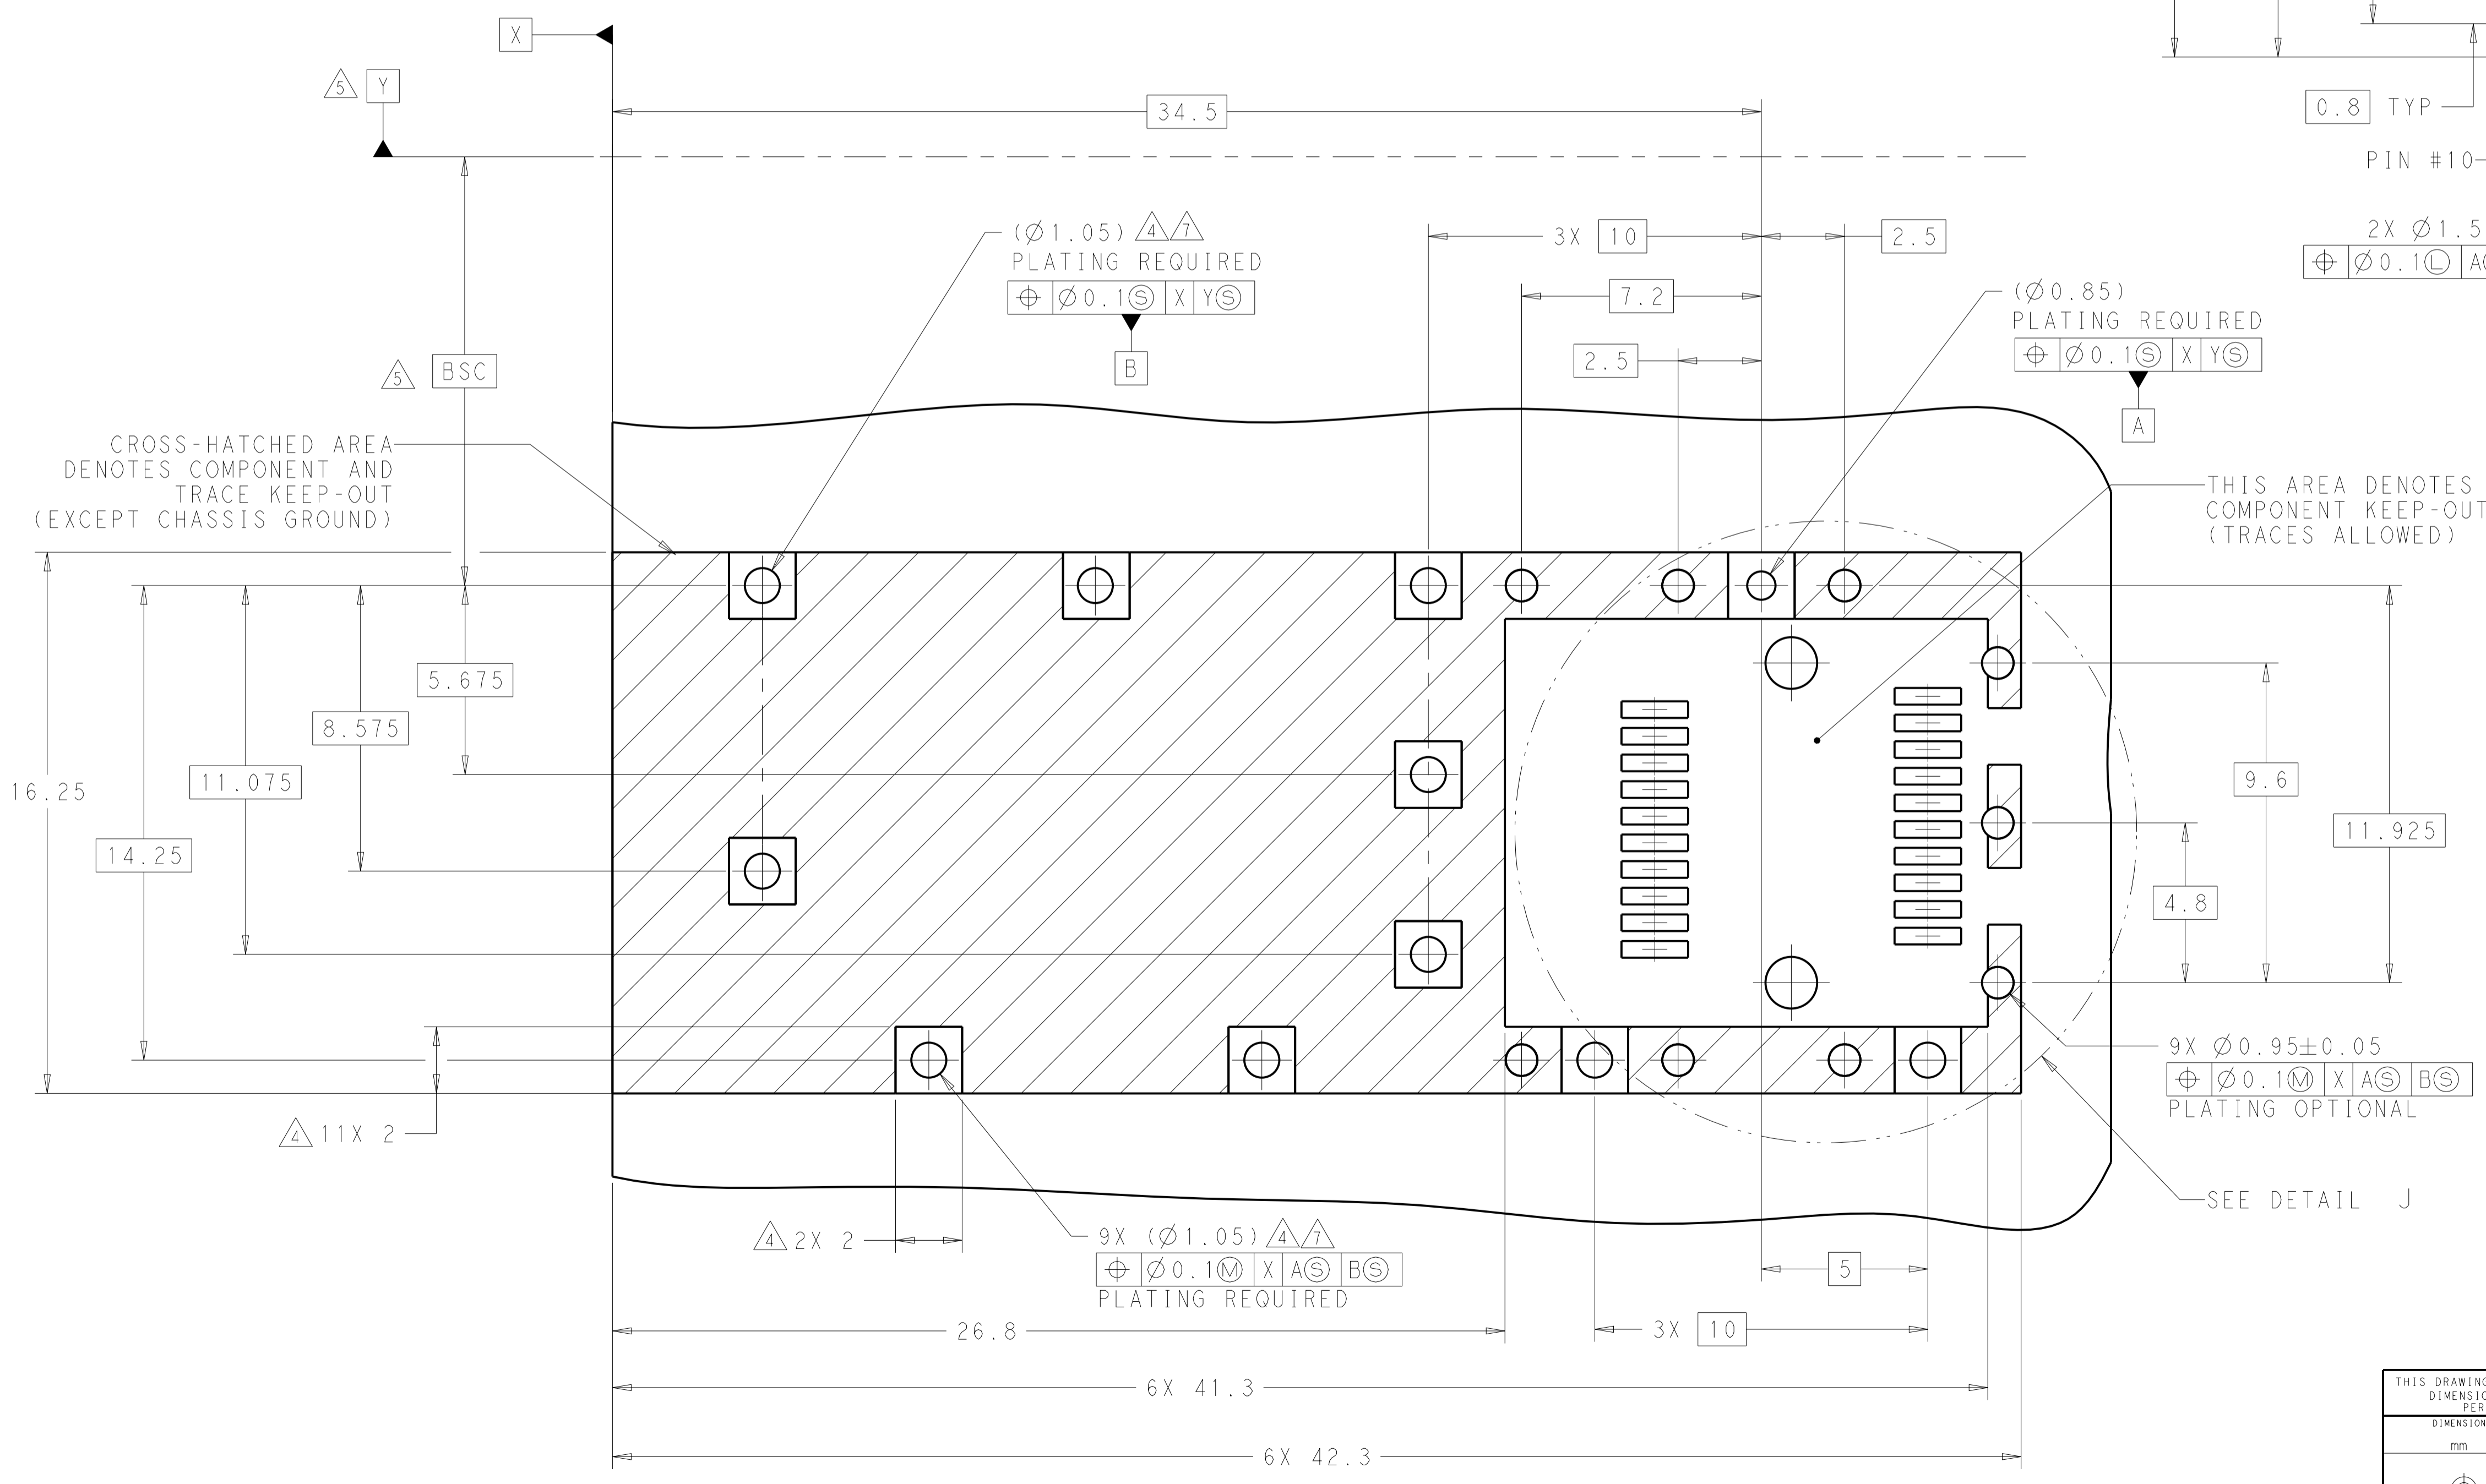 X
5 Y
34.5
0.8 TYP
PIN #10
(Ø1.05) 4 7
PLATING REQUIRED
⌖ Ø0.1Ⓢ X YⓈ
B
3X 10
2.5
7.2
2.5
2X Ø1.5
⌖ Ø0.1Ⓛ A
(Ø0.85)
PLATING REQUIRED
⌖ Ø0.1Ⓢ X YⓈ
A
5 BSC
CROSS-HATCHED AREA
DENOTES COMPONENT AND
TRACE KEEP-OUT
(EXCEPT CHASSIS GROUND)
THIS AREA DENOTES
COMPONENT KEEP-OUT
(TRACES ALLOWED)
5.675
8.575
11.075
16.25
14.25
9.6
11.925
4.8
4 11X 2
9X Ø0.95±0.05
⌖ Ø0.1Ⓜ X AⓈ BⓈ
PLATING OPTIONAL
SEE DETAIL J
4 2X 2
9X (Ø1.05) 4 7
⌖ Ø0.1Ⓜ X AⓈ BⓈ
PLATING REQUIRED
5
26.8
3X 10
6X 41.3
6X 42.3
THIS DRAWING
DIMENSIO
PER
DIMENSION
mm